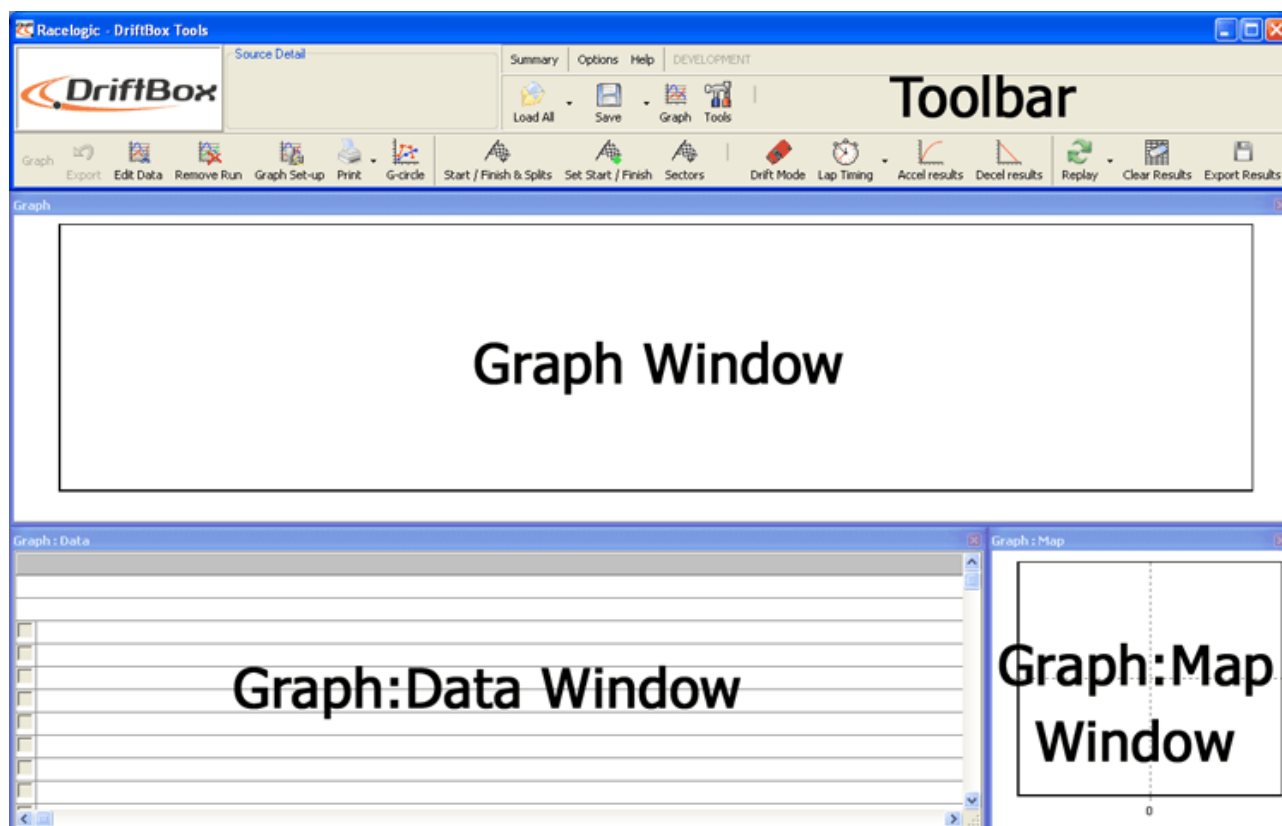 Racelogic - DriftBox Tools
DriftBox
Source Detail
Summary Options Help DEVELOPMENT
Load All Save Graph Tools
Toolbar
Graph Export Edit Data Remove Run Graph Set-up Print G-circle Start / Finish & Splits Set Start / Finish Sectors Drift Mode Lap Timing Accel results Decel results Replay Clear Results Export Results
Graph
Graph Window
Graph : Data
Graph:Data Window
Graph : Map
Graph:Map
Window
0